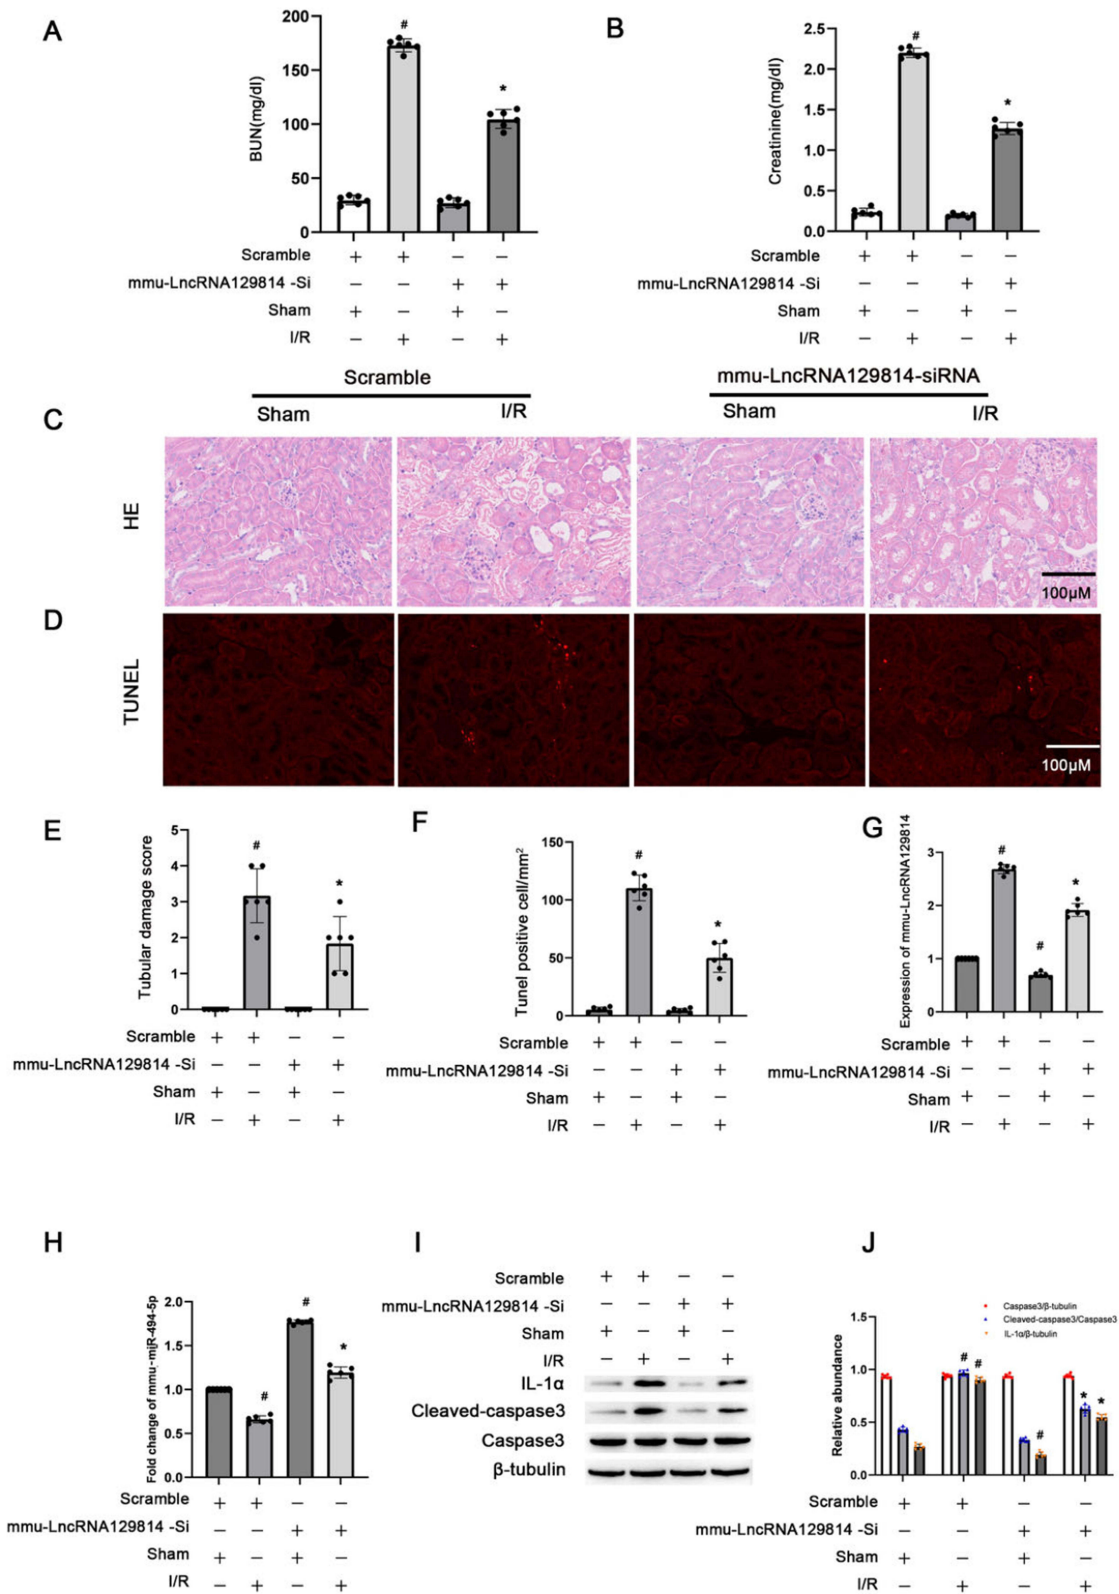 A
BUN(mg/dl)
200
150
100
50
0
#
*
Scramble + + − −
mmu-LncRNA129814 -Si − − + +
Sham + − + −
I/R − + − +
B
Creatinine(mg/dl)
2.5
2.0
1.5
1.0
0.5
0.0
#
*
Scramble + + − −
mmu-LncRNA129814 -Si − − + +
Sham + − + −
I/R − + − +
Scramble mmu-LncRNA129814-siRNA
Sham I/R Sham I/R
C
HE
100μM
D
TUNEL
100μM
E
Tubular damage score
5
4
3
2
1
0
#
*
Scramble + + − −
mmu-LncRNA129814 -Si − − + +
Sham + − + −
I/R − + − +
F
Tunel positive cell/mm²
150
100
50
0
#
*
Scramble + + − −
mmu-LncRNA129814 -Si − − + +
Sham + − + −
I/R − + − +
G
Expression of mmu-LncRNA129814
3
2
1
0
#
#
*
Scramble + + − −
mmu-LncRNA129814 -Si − − + +
Sham + − + −
I/R − + − +
H
Fold change of mmu-miR-494-5p
2.0
1.5
1.0
0.5
0.0
#
#
*
Scramble + + − −
mmu-LncRNA129814 -Si − − + +
Sham + − + −
I/R − + − +
I
Scramble + + − −
mmu-LncRNA129814 -Si − − + +
Sham + − + −
I/R − + − +
IL-1α
Cleaved-caspase3
Caspase3
β-tubulin
J
Caspase3/β-tubulin
Cleaved-caspase3/Caspase3
IL-1α/β-tubulin
Relative abundance
1.5
1.0
0.5
0.0
# #
#
* *
Scramble + + − −
mmu-LncRNA129814 -Si − − + +
Sham + − + −
I/R − + − +